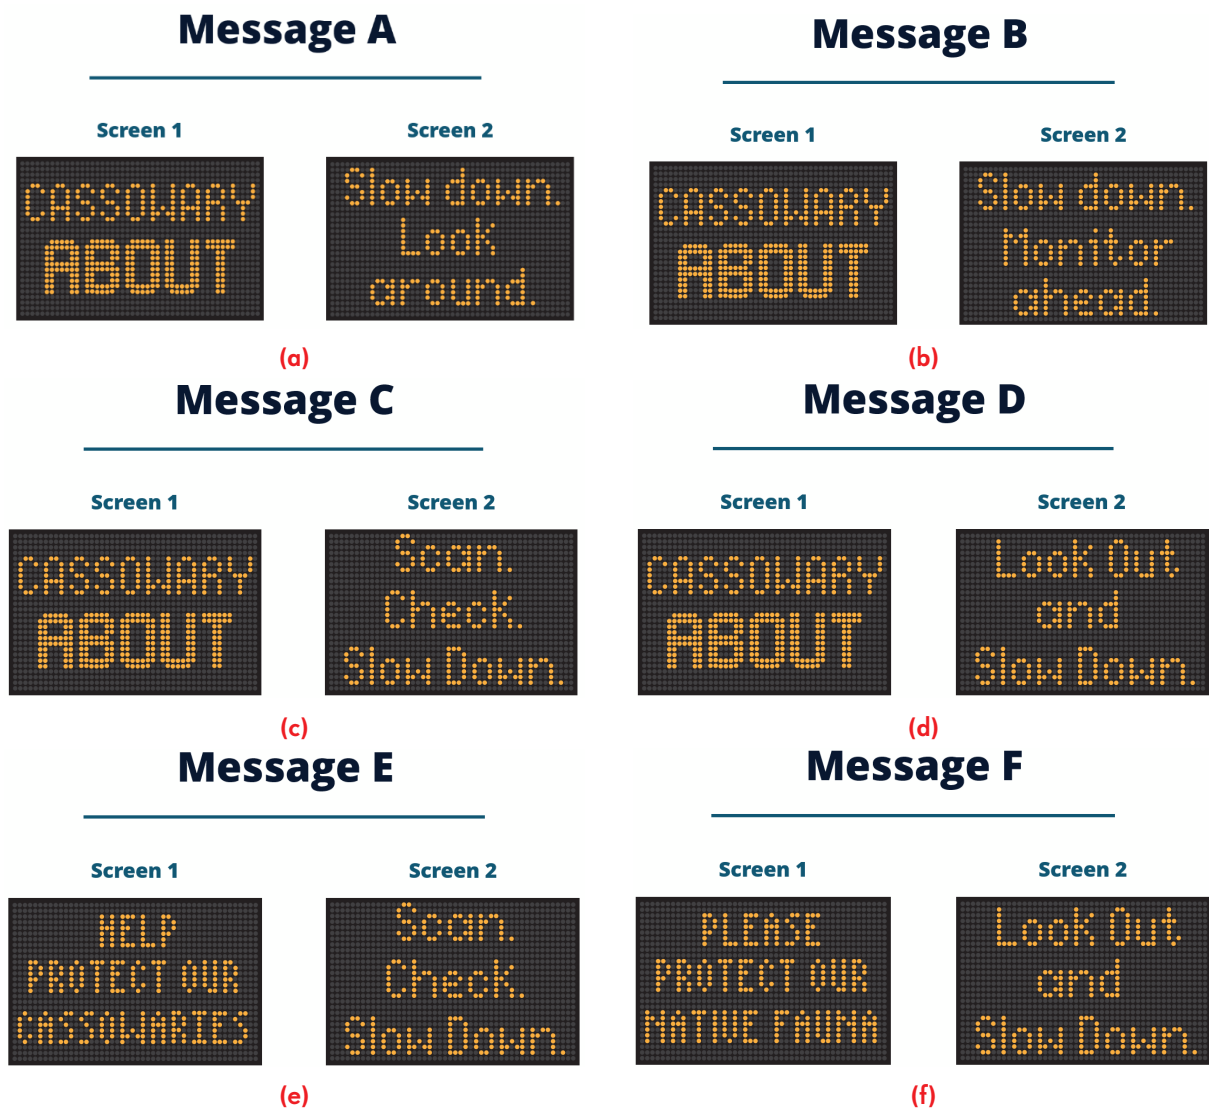 Message A
Screen 1
Screen 2
CASSOWARY
ABOUT
Slow down.
Look
around.
(a)
Message B
Screen 1
Screen 2
CASSOWARY
ABOUT
Slow down.
Monitor
ahead.
(b)
Message C
Screen 1
Screen 2
CASSOWARY
ABOUT
Scan.
Check.
Slow Down.
(c)
Message D
Screen 1
Screen 2
CASSOWARY
ABOUT
Look Out
and
Slow Down.
(d)
Message E
Screen 1
Screen 2
HELP
PROTECT OUR
CASSOWARIES
Scan.
Check.
Slow Down.
(e)
Message F
Screen 1
Screen 2
PLEASE
PROTECT OUR
NATIVE FAUNA
Look Out
and
Slow Down.
(f)